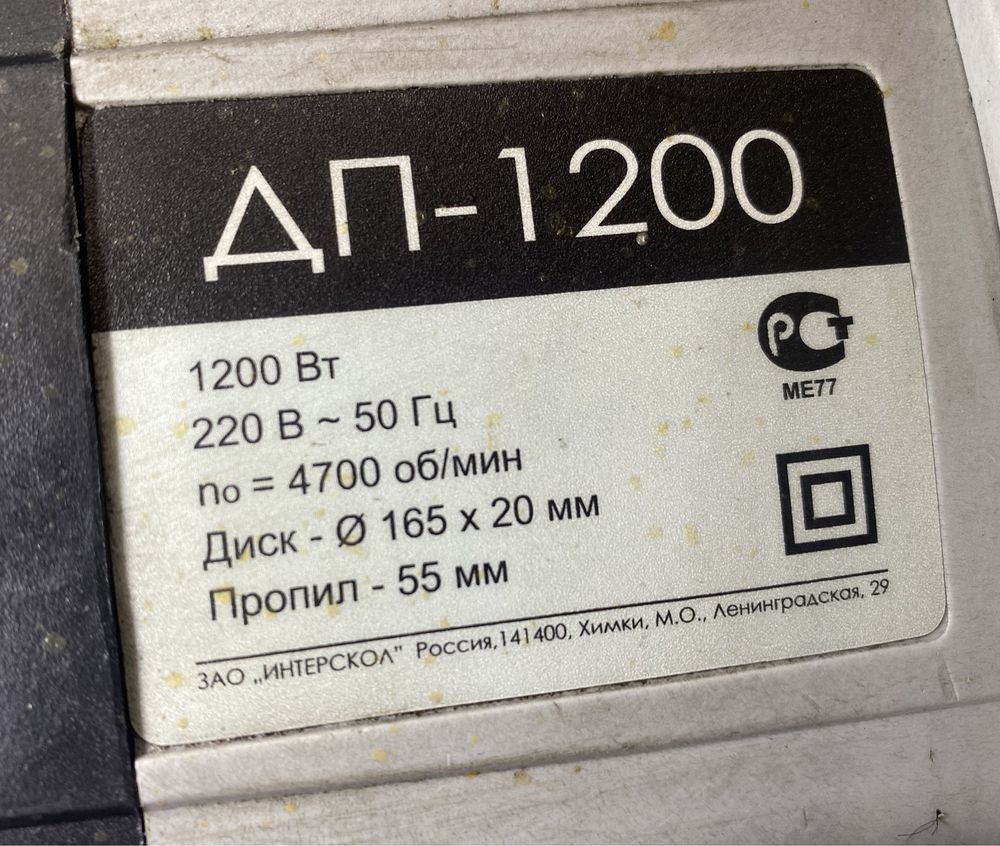 ДП-1200
1200 Вт
220 В ~ 50 Гц
n₀ = 4700 об/мин
Диск - Ø 165 х 20 мм
Пропил - 55 мм
РСТ
МЕ77
ЗАО „ИНТЕРСКОЛ" Россия,141400, Химки, М.О., Ленинградская, 29